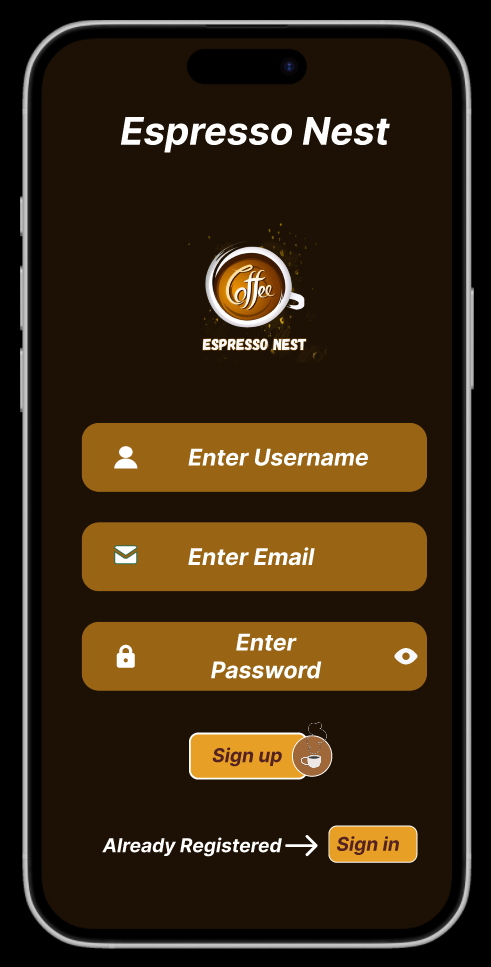 Espresso Nest
Coffee
ESPRESSO NEST
Enter Username
Enter Email
Enter
Password
Sign up
Already Registered
Sign in